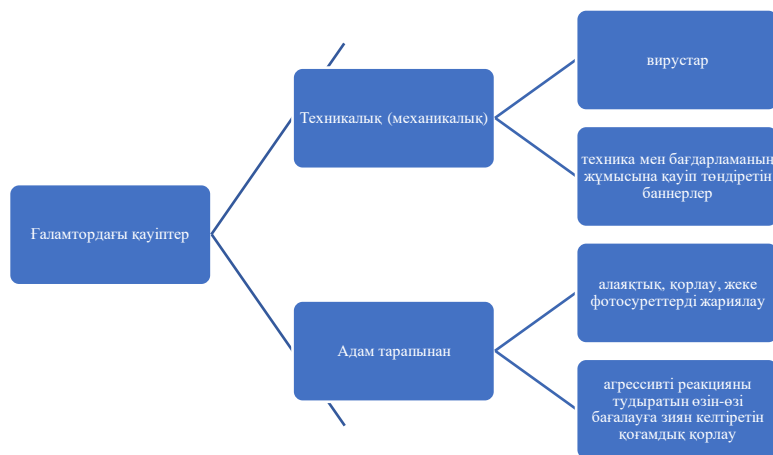 Ғаламтордағы қауіптер
Техникалық (механикалық)
вирустар
техника мен бағдарламаның
жұмысына қауіп төндіретін
баннерлер
Адам тарапынан
алаяқтық, қорлау, жеке
фотосуреттерді жариялау
агрессивті реакцияны
тудыратын өзін-өзі
бағалауға зиян келтіретін
қоғамдық қорлау